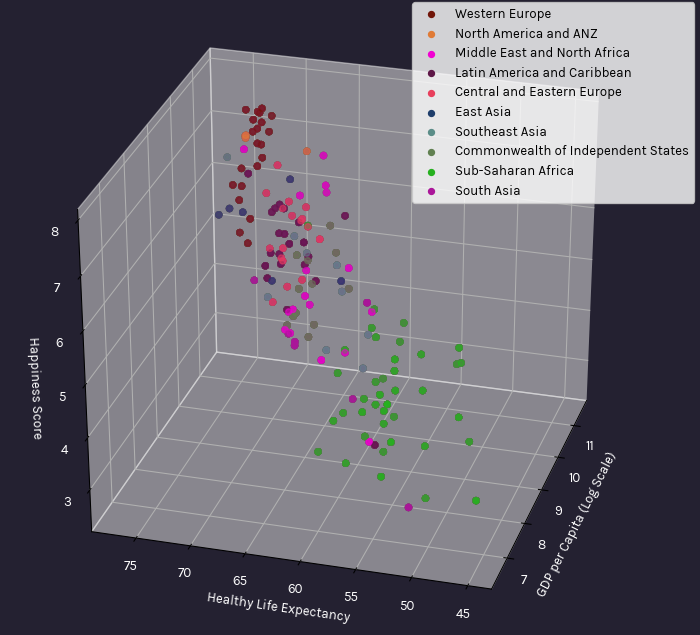 Western Europe
North America and ANZ
Middle East and North Africa
Latin America and Caribbean
Central and Eastern Europe
East Asia
Southeast Asia
Commonwealth of Independent States
Sub-Saharan Africa
South Asia
8
7
6
5
4
3
Happiness Score
75
70
65
60
55
50
45
Healthy Life Expectancy
11
10
9
8
7
GDP per Capita (Log Scale)